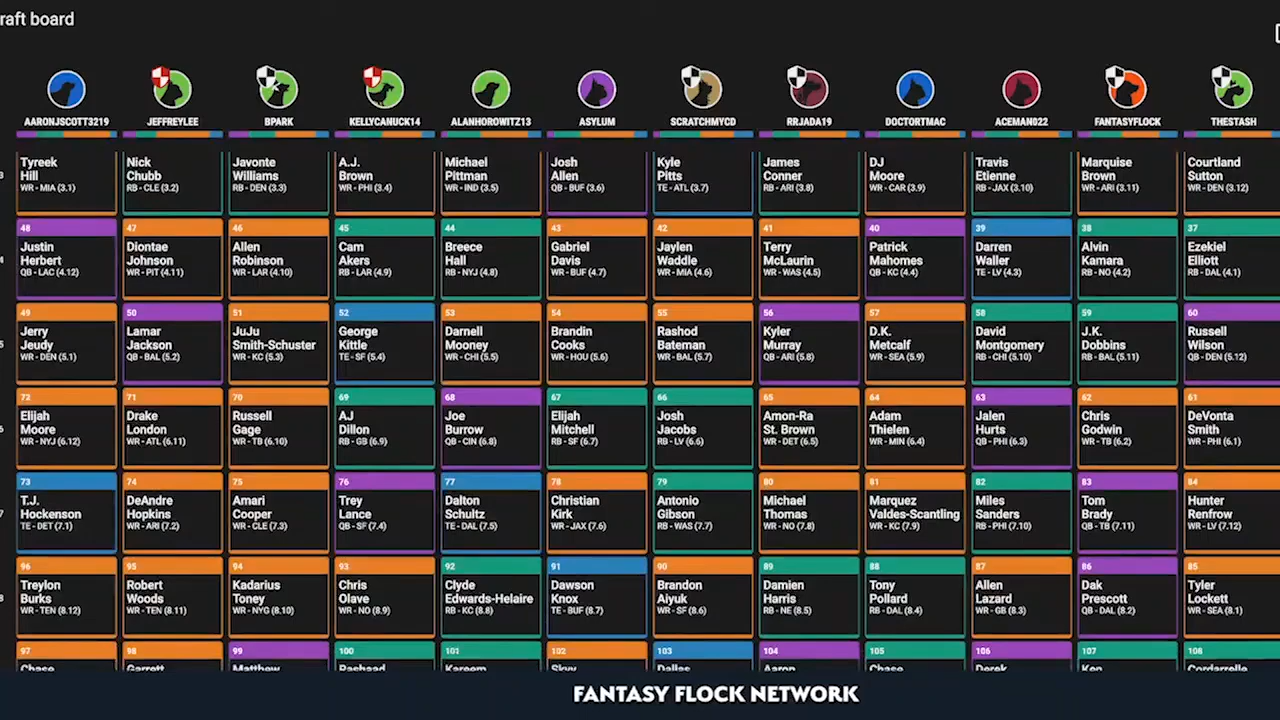 raft board
AARONJSCOTT3219 JEFFREYLEE BPARK KELLYCANUCK14 ALANHOROWITZ13 ASYLUM SCRATCHMYCD RRJADA19 DOCTORTMAC ACEMAN022 FANTASYFLOCK THESTASH
Tyreek Nick Javonte A.J. Michael Josh Kyle James DJ Travis Marquise Courtland
Hill Chubb Williams Brown Pittman Allen Pitts Conner Moore Etienne Brown Sutton
WR - MIA (3.1) RB - CLE (3.2) RB - DEN (3.3) WR - PHI (3.4) WR - IND (3.5) QB - BUF (3.6) TE - ATL (3.7) RB - ARI (3.8) WR - CAR (3.9) RB - JAX (3.10) WR - ARI (3.11) WR - DEN (3.12)
48 47 46 45 44 43 42 41 40 39 38 37
Justin Diontae Allen Cam Breece Gabriel Jaylen Terry Patrick Darren Alvin Ezekiel
Herbert Johnson Robinson Akers Hall Davis Waddle McLaurin Mahomes Waller Kamara Elliott
QB - LAC (4.12) WR - PIT (4.11) WR - LAR (4.10) RB - LAR (4.9) RB - NYJ (4.8) WR - BUF (4.7) WR - MIA (4.6) WR - WAS (4.5) QB - KC (4.4) TE - LV (4.3) RB - NO (4.2) RB - DAL (4.1)
49 50 51 52 53 54 55 56 57 58 59 60
Jerry Lamar JuJu George Darnell Brandin Rashod Kyler D.K. David J.K. Russell
Jeudy Jackson Smith-Schuster Kittle Mooney Cooks Bateman Murray Metcalf Montgomery Dobbins Wilson
WR - DEN (5.1) QB - BAL (5.2) WR - KC (5.3) TE - SF (5.4) WR - CHI (5.5) WR - HOU (5.6) WR - BAL (5.7) QB - ARI (5.8) WR - SEA (5.9) RB - CHI (5.10) RB - BAL (5.11) QB - DEN (5.12)
72 71 70 69 68 67 66 65 64 63 62 61
Elijah Drake Russell AJ Joe Elijah Josh Amon-Ra Adam Jalen Chris DeVonta
Moore London Gage Dillon Burrow Mitchell Jacobs St. Brown Thielen Hurts Godwin Smith
WR - NYJ (6.12) WR - ATL (6.11) WR - TB (6.10) RB - GB (6.9) QB - CIN (6.8) RB - SF (6.7) RB - LV (6.6) WR - DET (6.5) WR - MIN (6.4) QB - PHI (6.3) WR - TB (6.2) WR - PHI (6.1)
73 74 75 76 77 78 79 80 81 82 83 84
T.J. DeAndre Amari Trey Dalton Christian Antonio Michael Marquez Miles Tom Hunter
Hockenson Hopkins Cooper Lance Schultz Kirk Gibson Thomas Valdes-Scantling Sanders Brady Renfrow
TE - DET (7.1) WR - ARI (7.2) WR - CLE (7.3) QB - SF (7.4) TE - DAL (7.5) WR - JAX (7.6) RB - WAS (7.7) WR - NO (7.8) WR - KC (7.9) RB - PHI (7.10) QB - TB (7.11) WR - LV (7.12)
96 95 94 93 92 91 90 89 88 87 86 85
Treylon Robert Kadarius Chris Clyde Dawson Brandon Damien Tony Allen Dak Tyler
Burks Woods Toney Olave Edwards-Helaire Knox Aiyuk Harris Pollard Lazard Prescott Lockett
WR - TEN (8.12) WR - TEN (8.11) WR - NYG (8.10) WR - NO (8.9) RB - KC (8.8) TE - BUF (8.7) WR - SF (8.6) RB - NE (8.5) RB - DAL (8.4) WR - GB (8.3) QB - DAL (8.2) WR - SEA (8.1)
97 98 99 100 101 102 103 104 105 106 107 108
Chase Garrett Matthew Rashaad Kareem Skyy Dallas Aaron Chase Derek Ken Cordarrelle
FANTASY FLOCK NETWORK